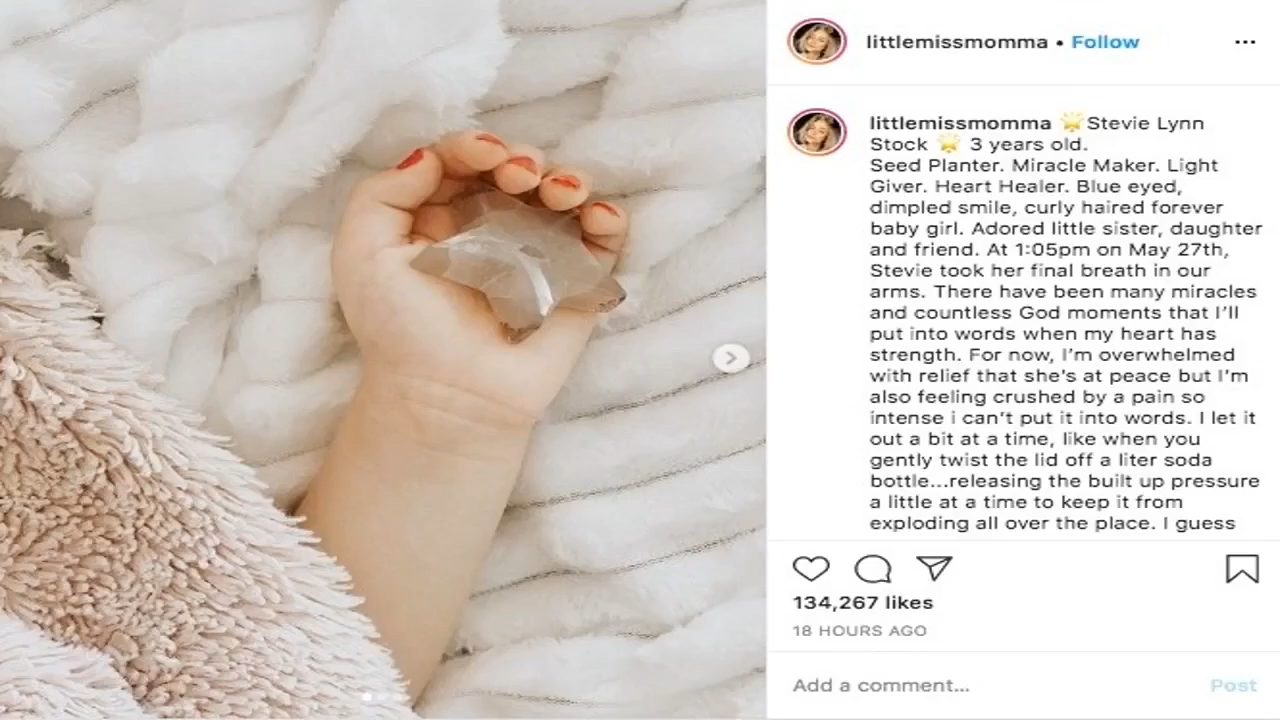 littlemissmomma • Follow
littlemissmomma 🌟Stevie Lynn
Stock 🌟 3 years old.
Seed Planter. Miracle Maker. Light
Giver. Heart Healer. Blue eyed,
dimpled smile, curly haired forever
baby girl. Adored little sister, daughter
and friend. At 1:05pm on May 27th,
Stevie took her final breath in our
arms. There have been many miracles
and countless God moments that I’ll
put into words when my heart has
strength. For now, I’m overwhelmed
with relief that she's at peace but I'm
also feeling crushed by a pain so
intense i can’t put it into words. I let it
out a bit at a time, like when you
gently twist the lid off a liter soda
bottle...releasing the built up pressure
a little at a time to keep it from
exploding all over the place. I guess
134,267 likes
18 HOURS AGO
Add a comment... Post